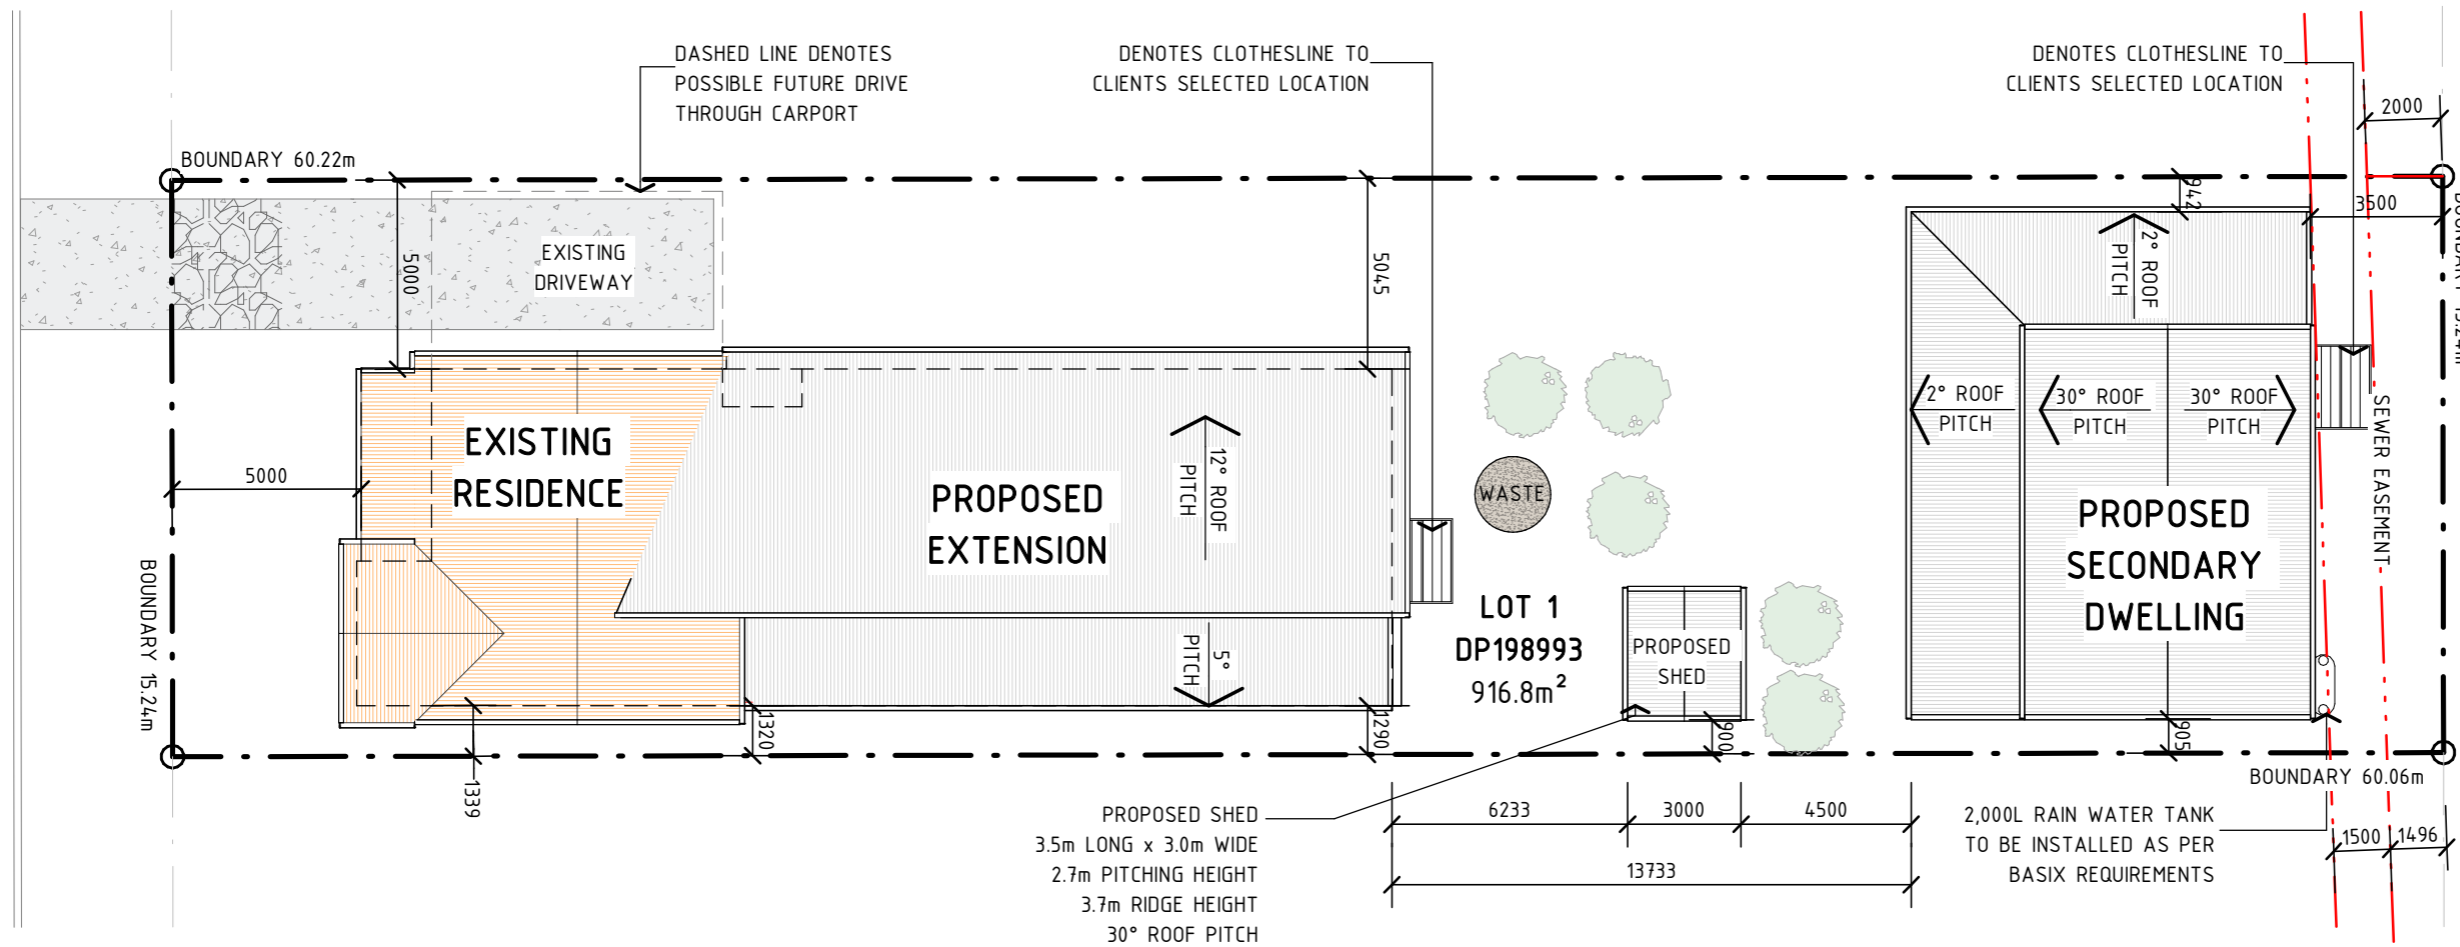 DASHED LINE DENOTES
POSSIBLE FUTURE DRIVE
THROUGH CARPORT
DENOTES CLOTHESLINE TO
CLIENTS SELECTED LOCATION
DENOTES CLOTHESLINE TO
CLIENTS SELECTED LOCATION
2000
BOUNDARY 60.22m
942
3500
5000
EXISTING
DRIVEWAY
5045
2° ROOF
PITCH
EXISTING
RESIDENCE
5000
PROPOSED
EXTENSION
12° ROOF
PITCH
WASTE
2° ROOF
PITCH
30° ROOF
PITCH
30° ROOF
PITCH
SEWER EASEMENT
PROPOSED
SECONDARY
DWELLING
BOUNDARY 15.24m
5°
PITCH
LOT 1
DP198993
916.8m²
PROPOSED
SHED
1339
1320
1290
900
905
BOUNDARY 60.06m
PROPOSED SHED
3.5m LONG x 3.0m WIDE
2.7m PITCHING HEIGHT
3.7m RIDGE HEIGHT
30° ROOF PITCH
6233
3000
4500
13733
2,000L RAIN WATER TANK
TO BE INSTALLED AS PER
BASIX REQUIREMENTS
1500
1496